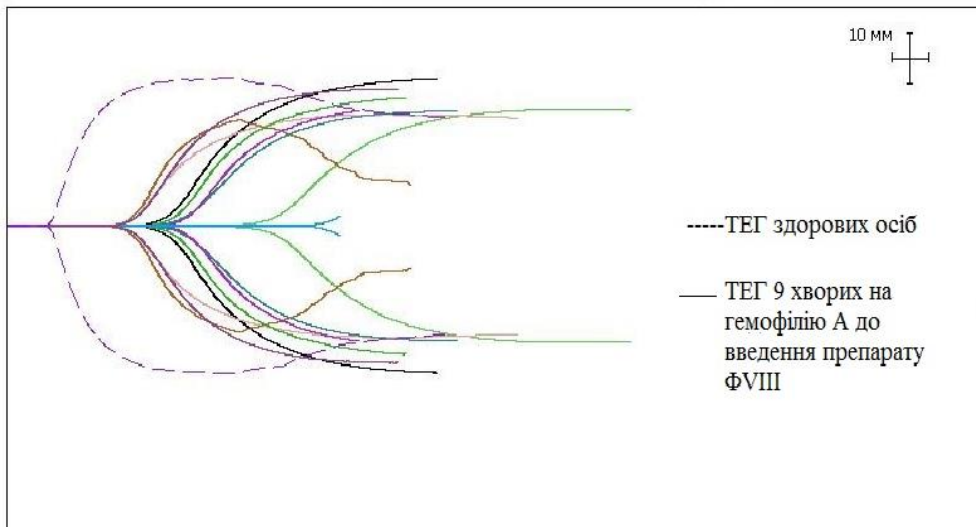 10 мм
-----ТЕГ здорових осіб
—— ТЕГ 9 хворих на
гемофілію А до
введення препарату
ФVIII